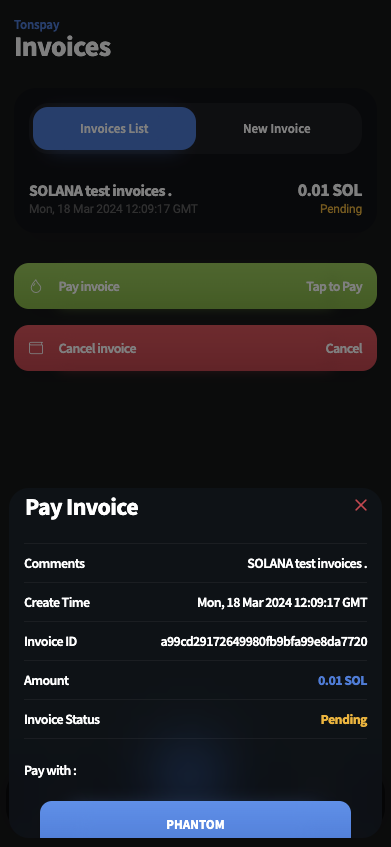 Tonspay
Invoices
Invoices List New Invoice
SOLANA test invoices . 0.01 SOL
Mon, 18 Mar 2024 12:09:17 GMT Pending
Pay invoice Tap to Pay
Cancel invoice Cancel
Pay Invoice
Comments SOLANA test invoices .
Create Time Mon, 18 Mar 2024 12:09:17 GMT
Invoice ID a99cd29172649980fb9bfa99e8da7720
Amount 0.01 SOL
Invoice Status Pending
Pay with :
PHANTOM